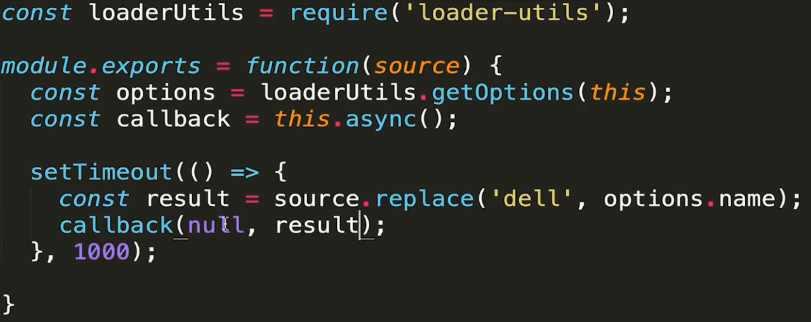 const loaderUtils = require('loader-utils');
module.exports = function(source) {
const options = loaderUtils.getOptions(this);
const callback = this.async();
setTimeout(() => {
const result = source.replace('dell', options.name);
callback(null, result);
}, 1000);
}